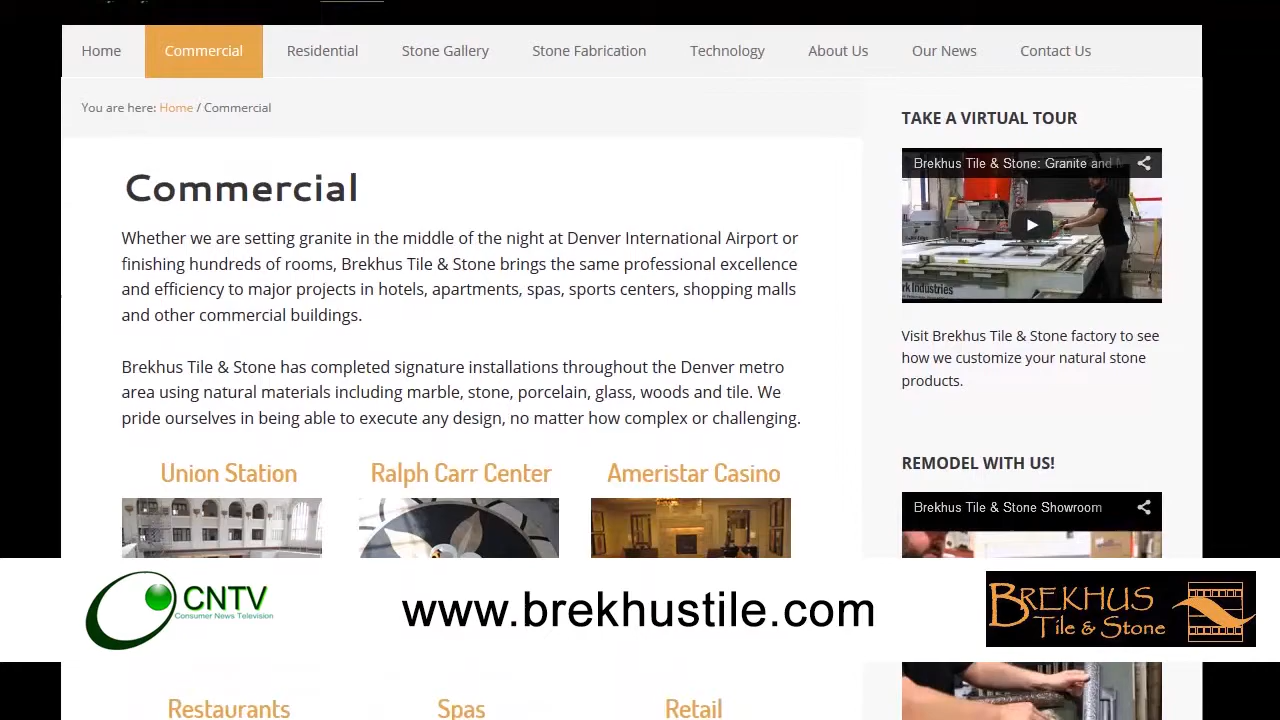 Home Commercial Residential Stone Gallery Stone Fabrication Technology About Us Our News Contact Us
You are here: Home / Commercial
Commercial
Whether we are setting granite in the middle of the night at Denver International Airport or
finishing hundreds of rooms, Brekhus Tile & Stone brings the same professional excellence
and efficiency to major projects in hotels, apartments, spas, sports centers, shopping malls
and other commercial buildings.
Brekhus Tile & Stone has completed signature installations throughout the Denver metro
area using natural materials including marble, stone, porcelain, glass, woods and tile. We
pride ourselves in being able to execute any design, no matter how complex or challenging.
Union Station Ralph Carr Center Ameristar Casino
Restaurants Spas Retail
TAKE A VIRTUAL TOUR
Brekhus Tile & Stone: Granite and
rk Industries
Visit Brekhus Tile & Stone factory to see
how we customize your natural stone
products.
REMODEL WITH US!
Brekhus Tile & Stone Showroom
CNTV
Consumer News Television
www.brekhustile.com
BREKHUS
Tile & Stone